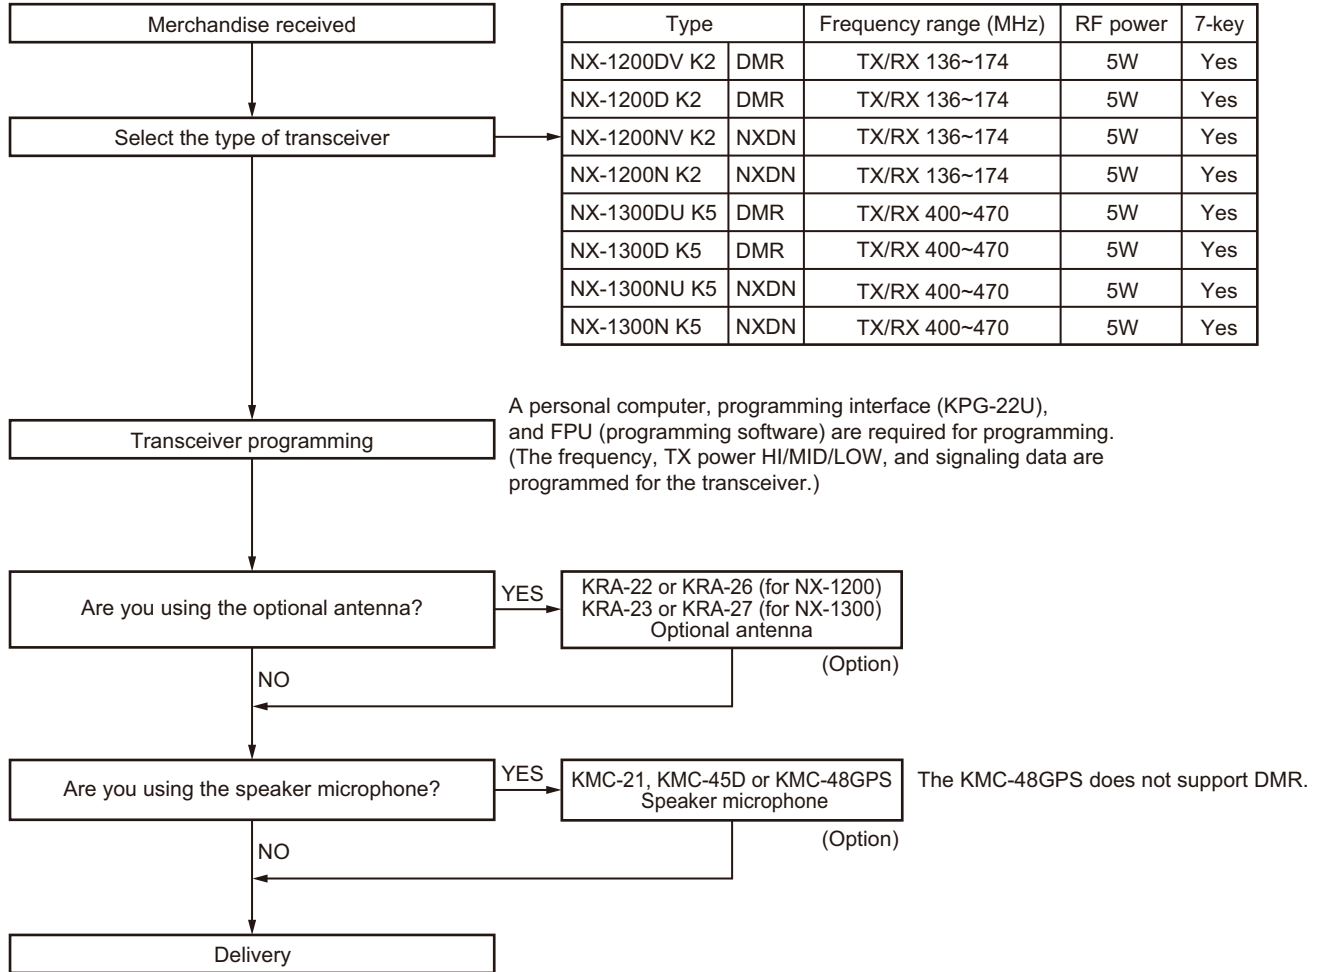 Merchandise received
Select the type of transceiver
Type Frequency range (MHz) RF power 7-key
NX-1200DV K2 DMR TX/RX 136~174 5W Yes
NX-1200D K2 DMR TX/RX 136~174 5W Yes
NX-1200NV K2 NXDN TX/RX 136~174 5W Yes
NX-1200N K2 NXDN TX/RX 136~174 5W Yes
NX-1300DU K5 DMR TX/RX 400~470 5W Yes
NX-1300D K5 DMR TX/RX 400~470 5W Yes
NX-1300NU K5 NXDN TX/RX 400~470 5W Yes
NX-1300N K5 NXDN TX/RX 400~470 5W Yes
Transceiver programming
A personal computer, programming interface (KPG-22U),
and FPU (programming software) are required for programming.
(The frequency, TX power HI/MID/LOW, and signaling data are
programmed for the transceiver.)
Are you using the optional antenna?
YES
KRA-22 or KRA-26 (for NX-1200)
KRA-23 or KRA-27 (for NX-1300)
Optional antenna
(Option)
NO
Are you using the speaker microphone?
YES
KMC-21, KMC-45D or KMC-48GPS
Speaker microphone
The KMC-48GPS does not support DMR.
(Option)
NO
Delivery